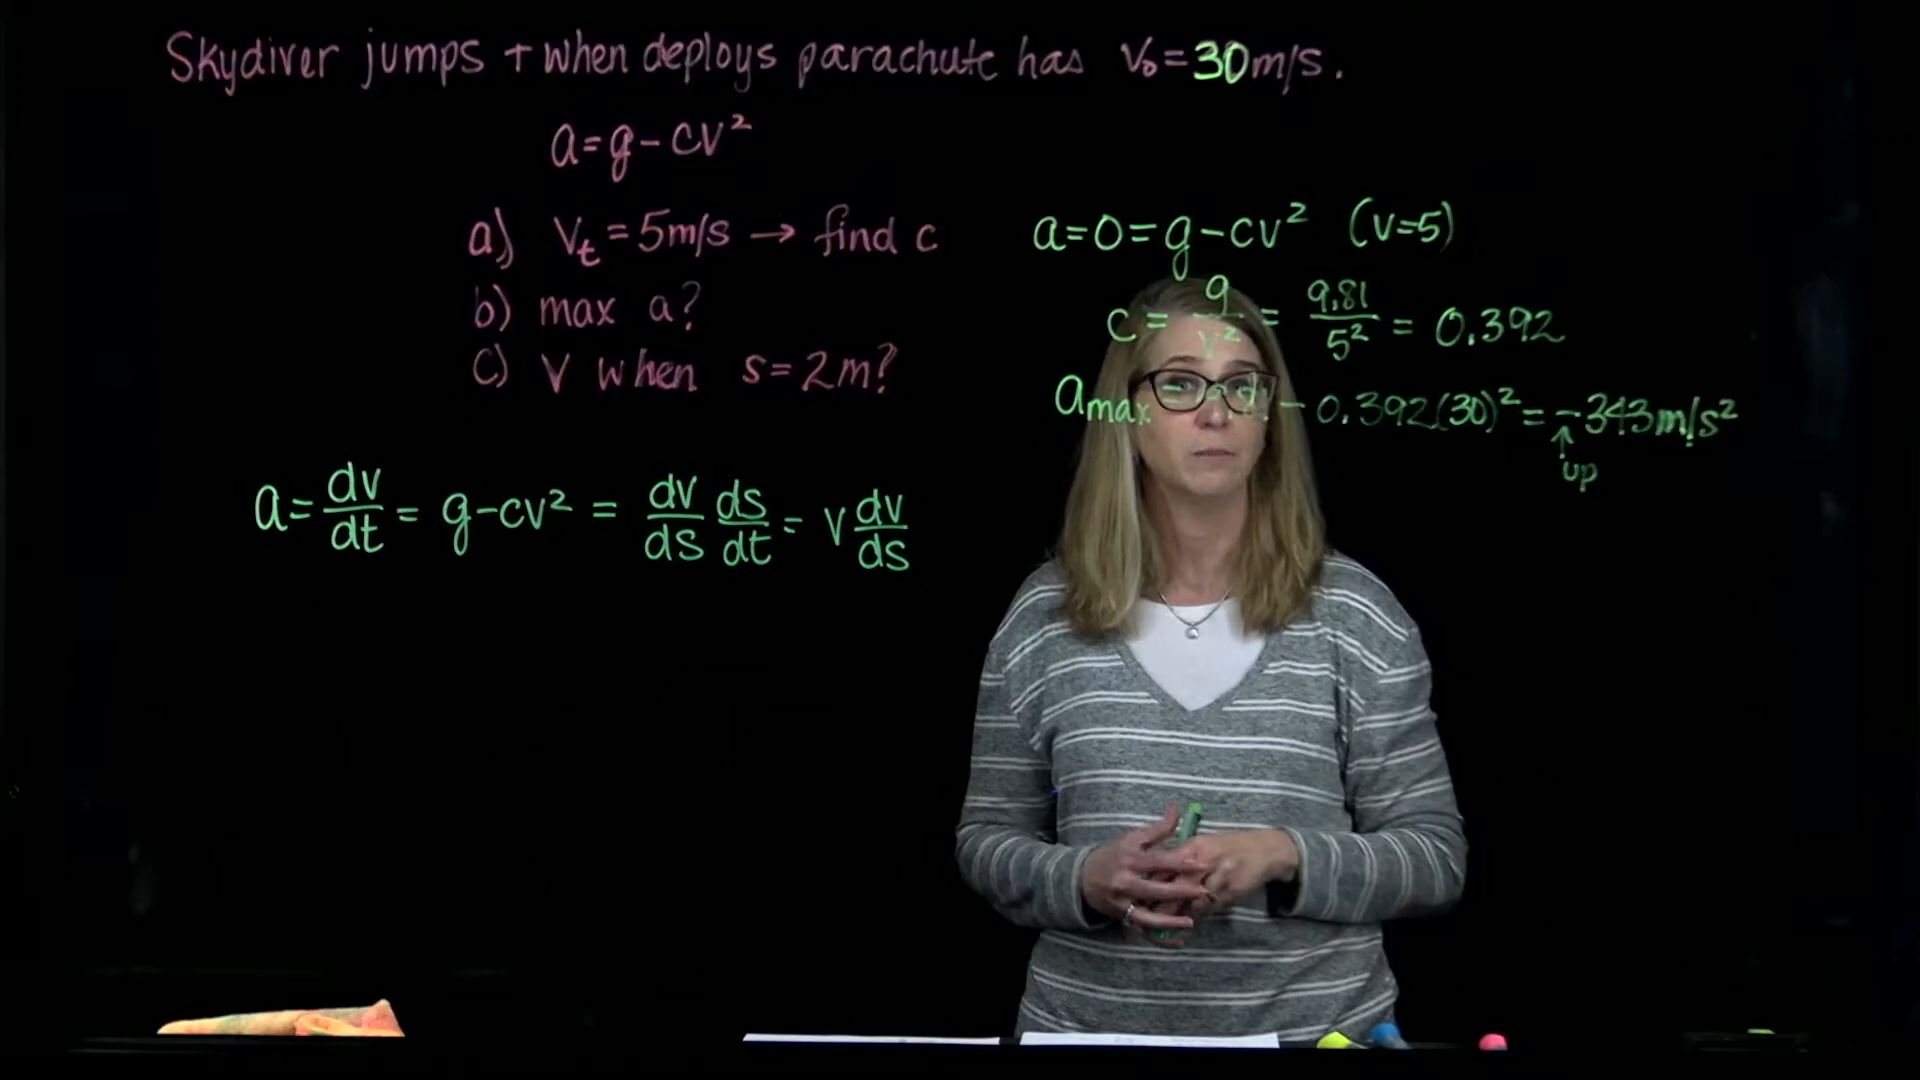 Skydiver jumps + when deploys parachute has V₀=30m/s.
a=g-cv²
a) Vt=5m/s → find c
b) max a?
c) V when s=2m?
a=0=g-cv² (v=5)
c= g/v² = 9.81/5² = 0.392
amax - 0.392(30)²=-343m/s²
↑
up
a=dv/dt= g-cv² = dv/ds ds/dt= v dv/ds